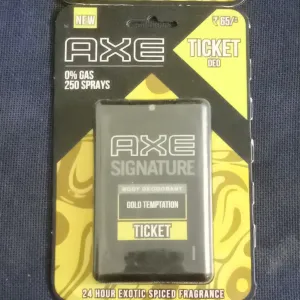 NEW
AXE
TICKET
DEO
₹ 65/-
0% GAS
250 SPRAYS
AXE
SIGNATURE
BODY DEODORANT
GOLD TEMPTATION
TICKET
24 HOUR EXOTIC SPICED FRAGRANCE